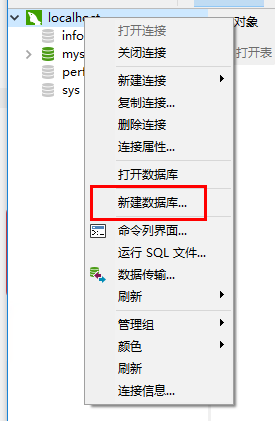 localhost
info
mys
perf
sys
打开连接
关闭连接
新建连接
复制连接...
删除连接
连接属性...
打开数据库
新建数据库...
命令列界面...
运行 SQL 文件...
数据传输...
刷新
管理组
颜色
刷新
连接信息...
对象
打开表